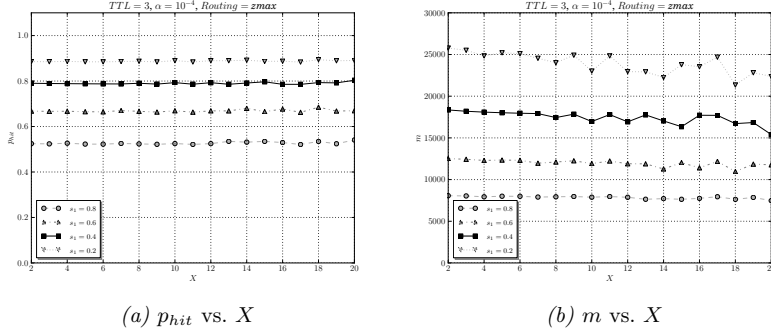 TTL = 3, α = 10⁻⁴, Routing = zmax
1.0
0.8
0.6
0.4
0.2
0.0
p_hit
s₁ = 0.8
s₁ = 0.6
s₁ = 0.4
s₁ = 0.2
2 4 6 8 10 12 14 16 18 20
X
(a) p_hit vs. X
TTL = 3, α = 10⁻⁴, Routing = zmax
30000
25000
20000
15000
10000
5000
0
m
s₁ = 0.8
s₁ = 0.6
s₁ = 0.4
s₁ = 0.2
2 4 6 8 10 12 14 16 18 20
X
(b) m vs. X